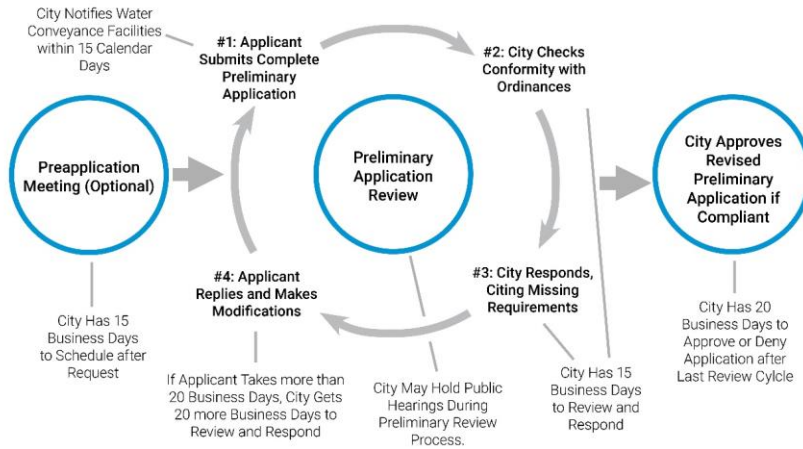 City Notifies Water
Conveyance Facilities
within 15 Calendar
Days
#1: Applicant
Submits Complete
Preliminary
Application
#2: City Checks
Conformity with
Ordinances
Preapplication
Meeting (Optional)
Preliminary
Application
Review
City Approves
Revised
Preliminary
Application if
Compliant
#4: Applicant
Replies and Makes
Modifications
#3: City Responds,
Citing Missing
Requirements
City Has 15
Business Days
to Schedule after
Request
If Applicant Takes more than
20 Business Days, City Gets
20 more Business Days to
Review and Respond
City May Hold Public
Hearings During
Preliminary Review
Process.
City Has 15
Business Days
to Review and
Respond
City Has 20
Business Days to
Approve or Deny
Application after
Last Review Cylcle